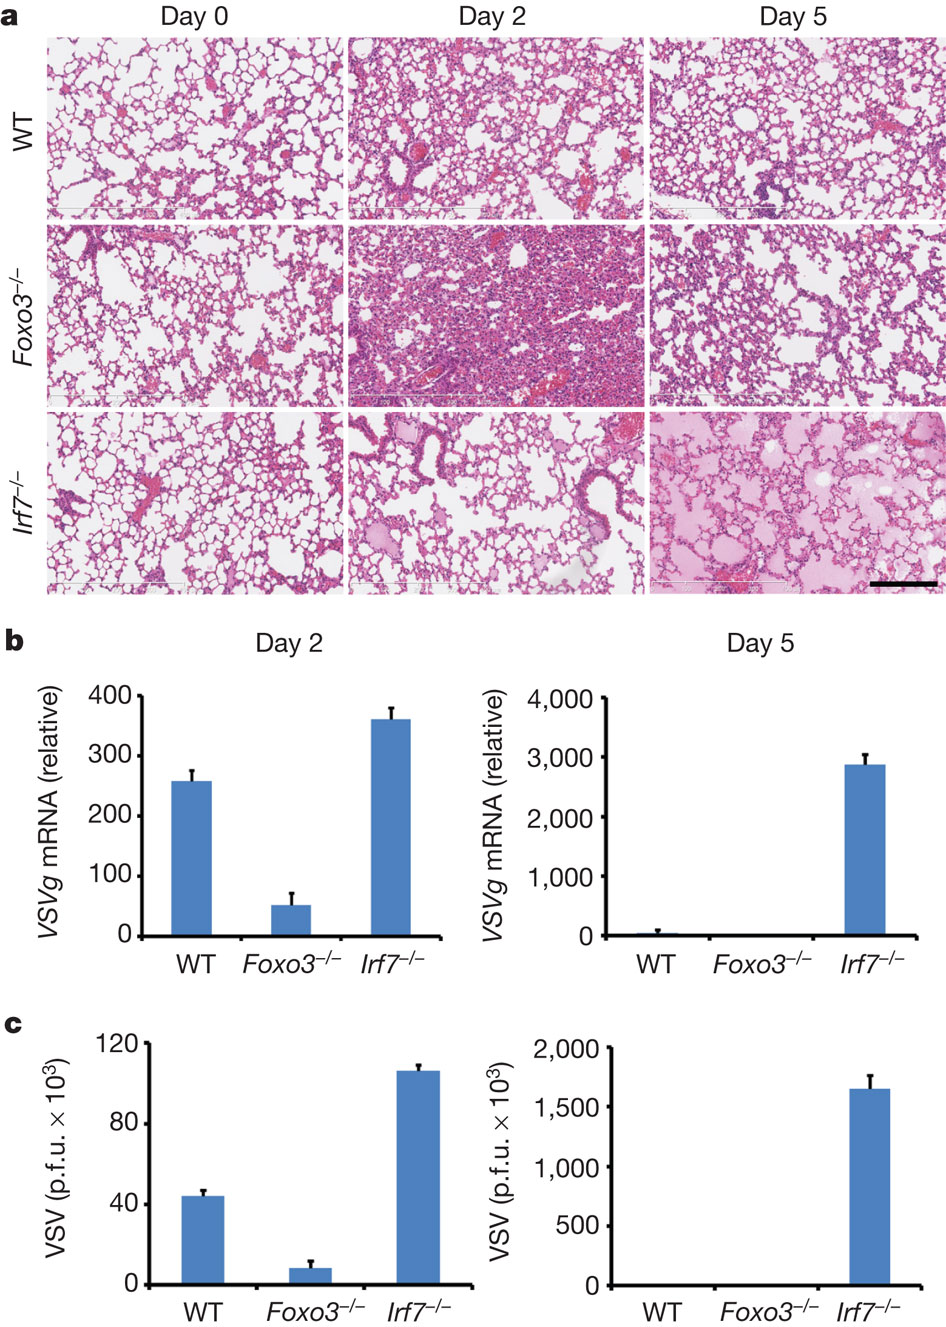 a
Day 0 Day 2 Day 5
WT
Foxo3–/–
Irf7–/–
b
Day 2
VSVg mRNA (relative)
400
300
200
100
0
WT Foxo3–/– Irf7–/–
Day 5
VSVg mRNA (relative)
4,000
3,000
2,000
1,000
0
WT Foxo3–/– Irf7–/–
c
VSV (p.f.u. × 10³)
120
80
40
0
WT Foxo3–/– Irf7–/–
VSV (p.f.u. × 10³)
2,000
1,500
1,000
500
0
WT Foxo3–/– Irf7–/–